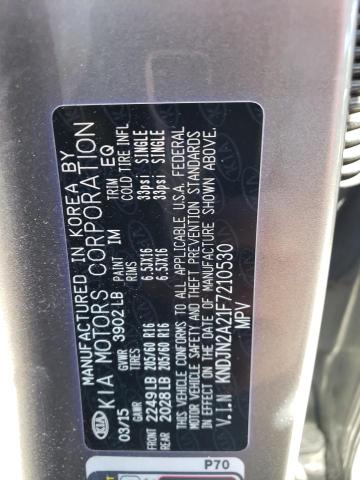 MANUFACTURED IN KOREA BY
KIA KIA MOTORS CORPORATION
03/15 GVWR 3902 LB PAINT IM TRIM EQ
GAWR TIRES RIMS COLD TIRE INFL.
FRONT 2249LB 205/60 R16 6.5JX16 33psi SINGLE
REAR 2028LB 205/60 R16 6.5JX16 33psi SINGLE
THIS VEHICLE CONFORMS TO ALL APPLICABLE U.S.A. FEDERAL
MOTOR VEHICLE SAFETY AND THEFT PREVENTION STANDARDS
IN EFFECT ON THE DATE OF MANUFACTURE SHOWN ABOVE.
V.I.N KNDJN2A21F7210530
MPV
P70